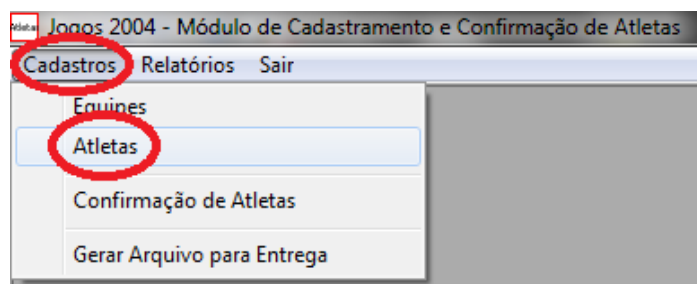 Atletas Jogos 2004 - Módulo de Cadastramento e Confirmação de Atletas
Cadastros Relatórios Sair
Equipes
Atletas
Confirmação de Atletas
Gerar Arquivo para Entrega